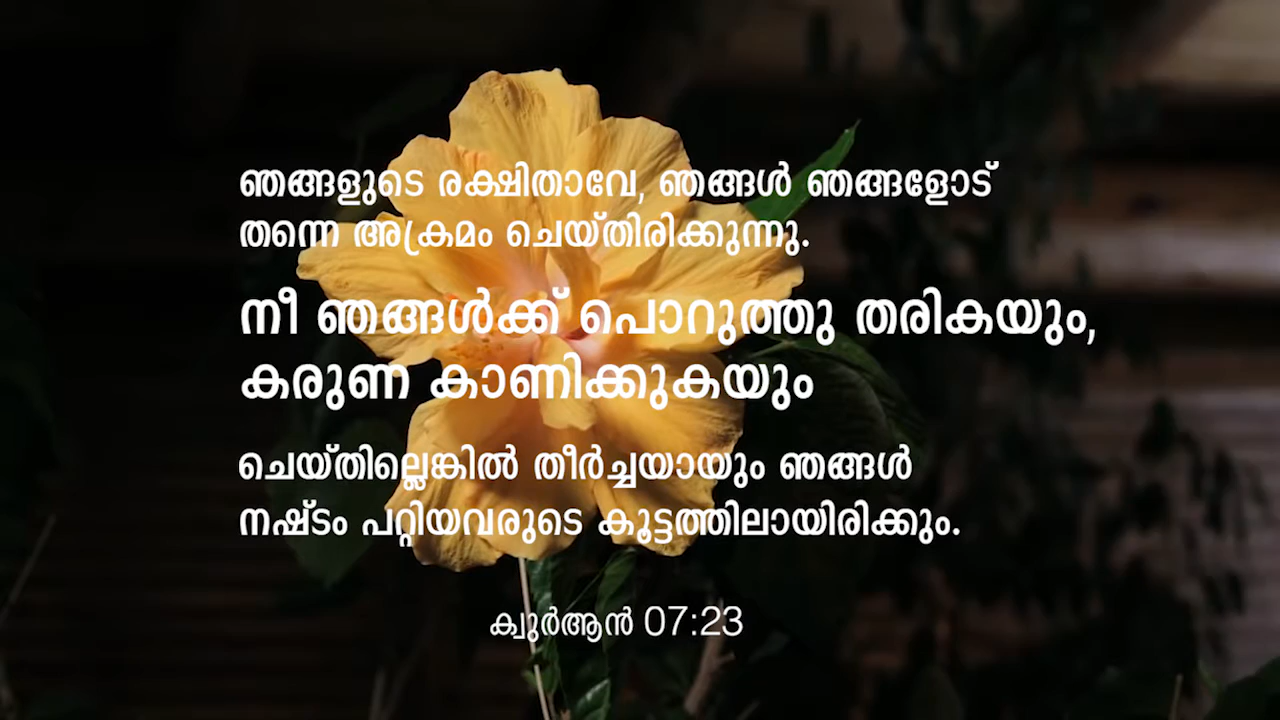 ഞങ്ങളുടെ രക്ഷിതാവേ, ഞങ്ങൾ ഞങ്ങളോട്
തന്നെ അക്രമം ചെയ്തിരിക്കുന്നു.
നീ ഞങ്ങൾക്ക് പൊറുത്തു തരികയും,
കരുണ കാണിക്കുകയും
ചെയ്തില്ലെങ്കിൽ തീർച്ചയായും ഞങ്ങൾ
നഷ്ടം പറ്റിയവരുടെ കൂട്ടത്തിലായിരിക്കും.
ക്വുർആൻ 07:23